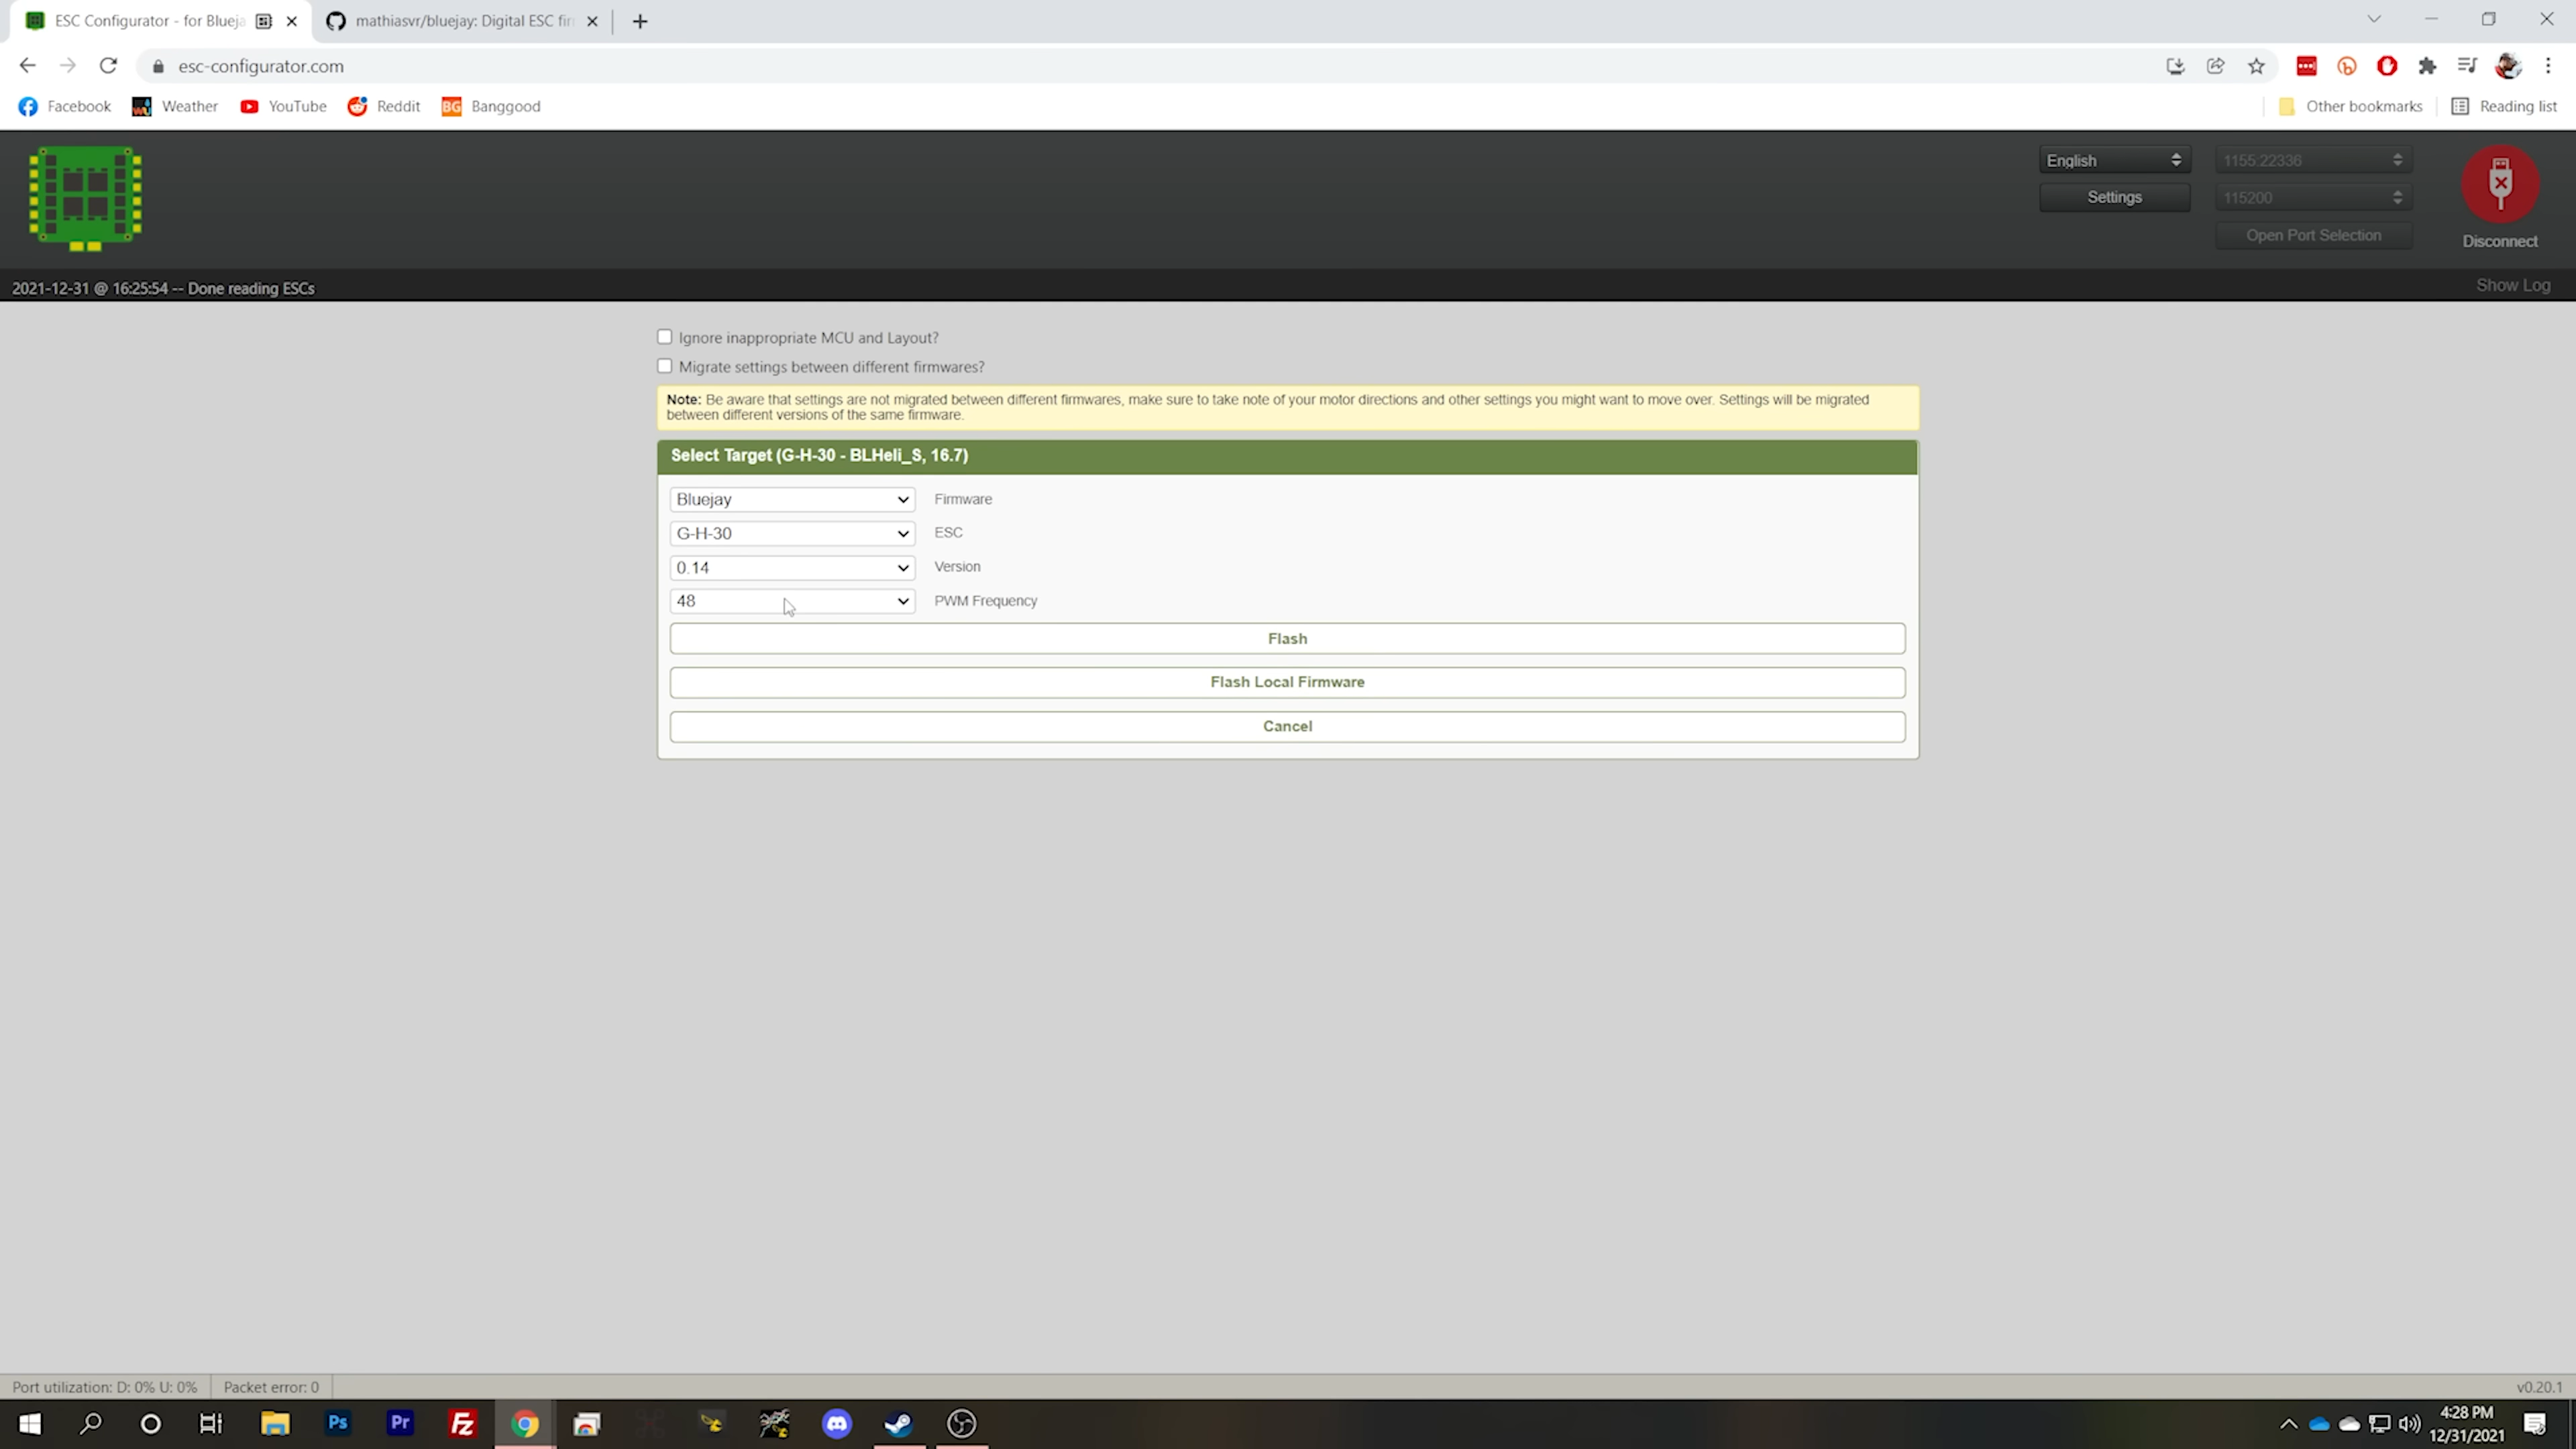 ESC Configurator - for Blueja
mathiasvr/bluejay: Digital ESC fir
esc-configurator.com
Facebook
Weather
YouTube
Reddit
BG Banggood
Other bookmarks
Reading list
English
1155:22336
Settings
115200
Open Port Selection
Disconnect
2021-12-31 @ 16:25:54 -- Done reading ESCs
Show Log
Ignore inappropriate MCU and Layout?
Migrate settings between different firmwares?
Note: Be aware that settings are not migrated between different firmwares, make sure to take note of your motor directions and other settings you might want to move over. Settings will be migrated
between different versions of the same firmware.
Select Target (G-H-30 - BLHeli_S, 16.7)
Bluejay Firmware
G-H-30 ESC
0.14 Version
48 PWM Frequency
Flash
Flash Local Firmware
Cancel
Port utilization: D: 0% U: 0%
Packet error: 0
v0.20.1
Ps
Pr
Fz
4:28 PM
12/31/2021